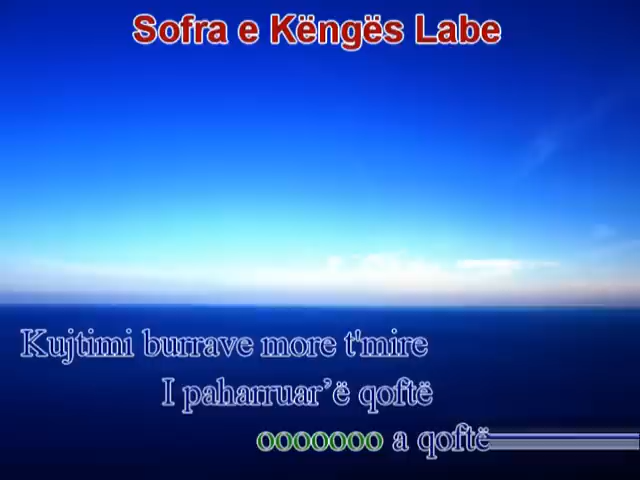 Sofra e Këngës Labe
Kujtimi burrave more t'mire
I paharruar’ë qoftë
ooooooo a qoftë